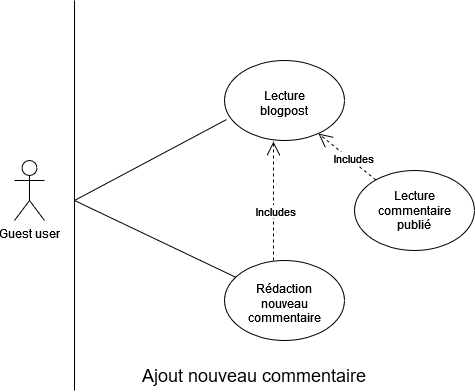 Lecture
blogpost
Includes
Lecture
commentaire
publié
Includes
Guest user
Rédaction
nouveau
commentaire
Ajout nouveau commentaire